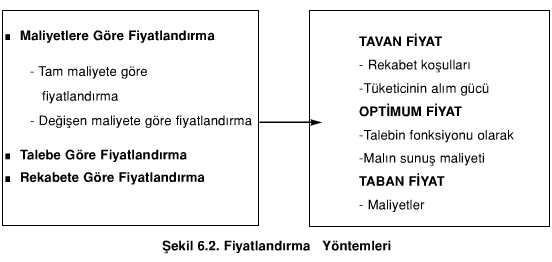 ▪ Maliyetlere Göre Fiyatlandırma
- Tam maliyete göre
fiyatlandırma
- Değişen maliyete göre fiyatlandırma
▪ Talebe Göre Fiyatlandırma
▪ Rekabete Göre Fiyatlandırma
TAVAN FİYAT
- Rekabet koşulları
-Tüketicinin alım gücü
OPTİMUM FİYAT
-Talebin fonksiyonu olarak
-Malın sunuş maliyeti
TABAN FİYAT
- Maliyetler
Şekil 6.2. Fiyatlandırma Yöntemleri